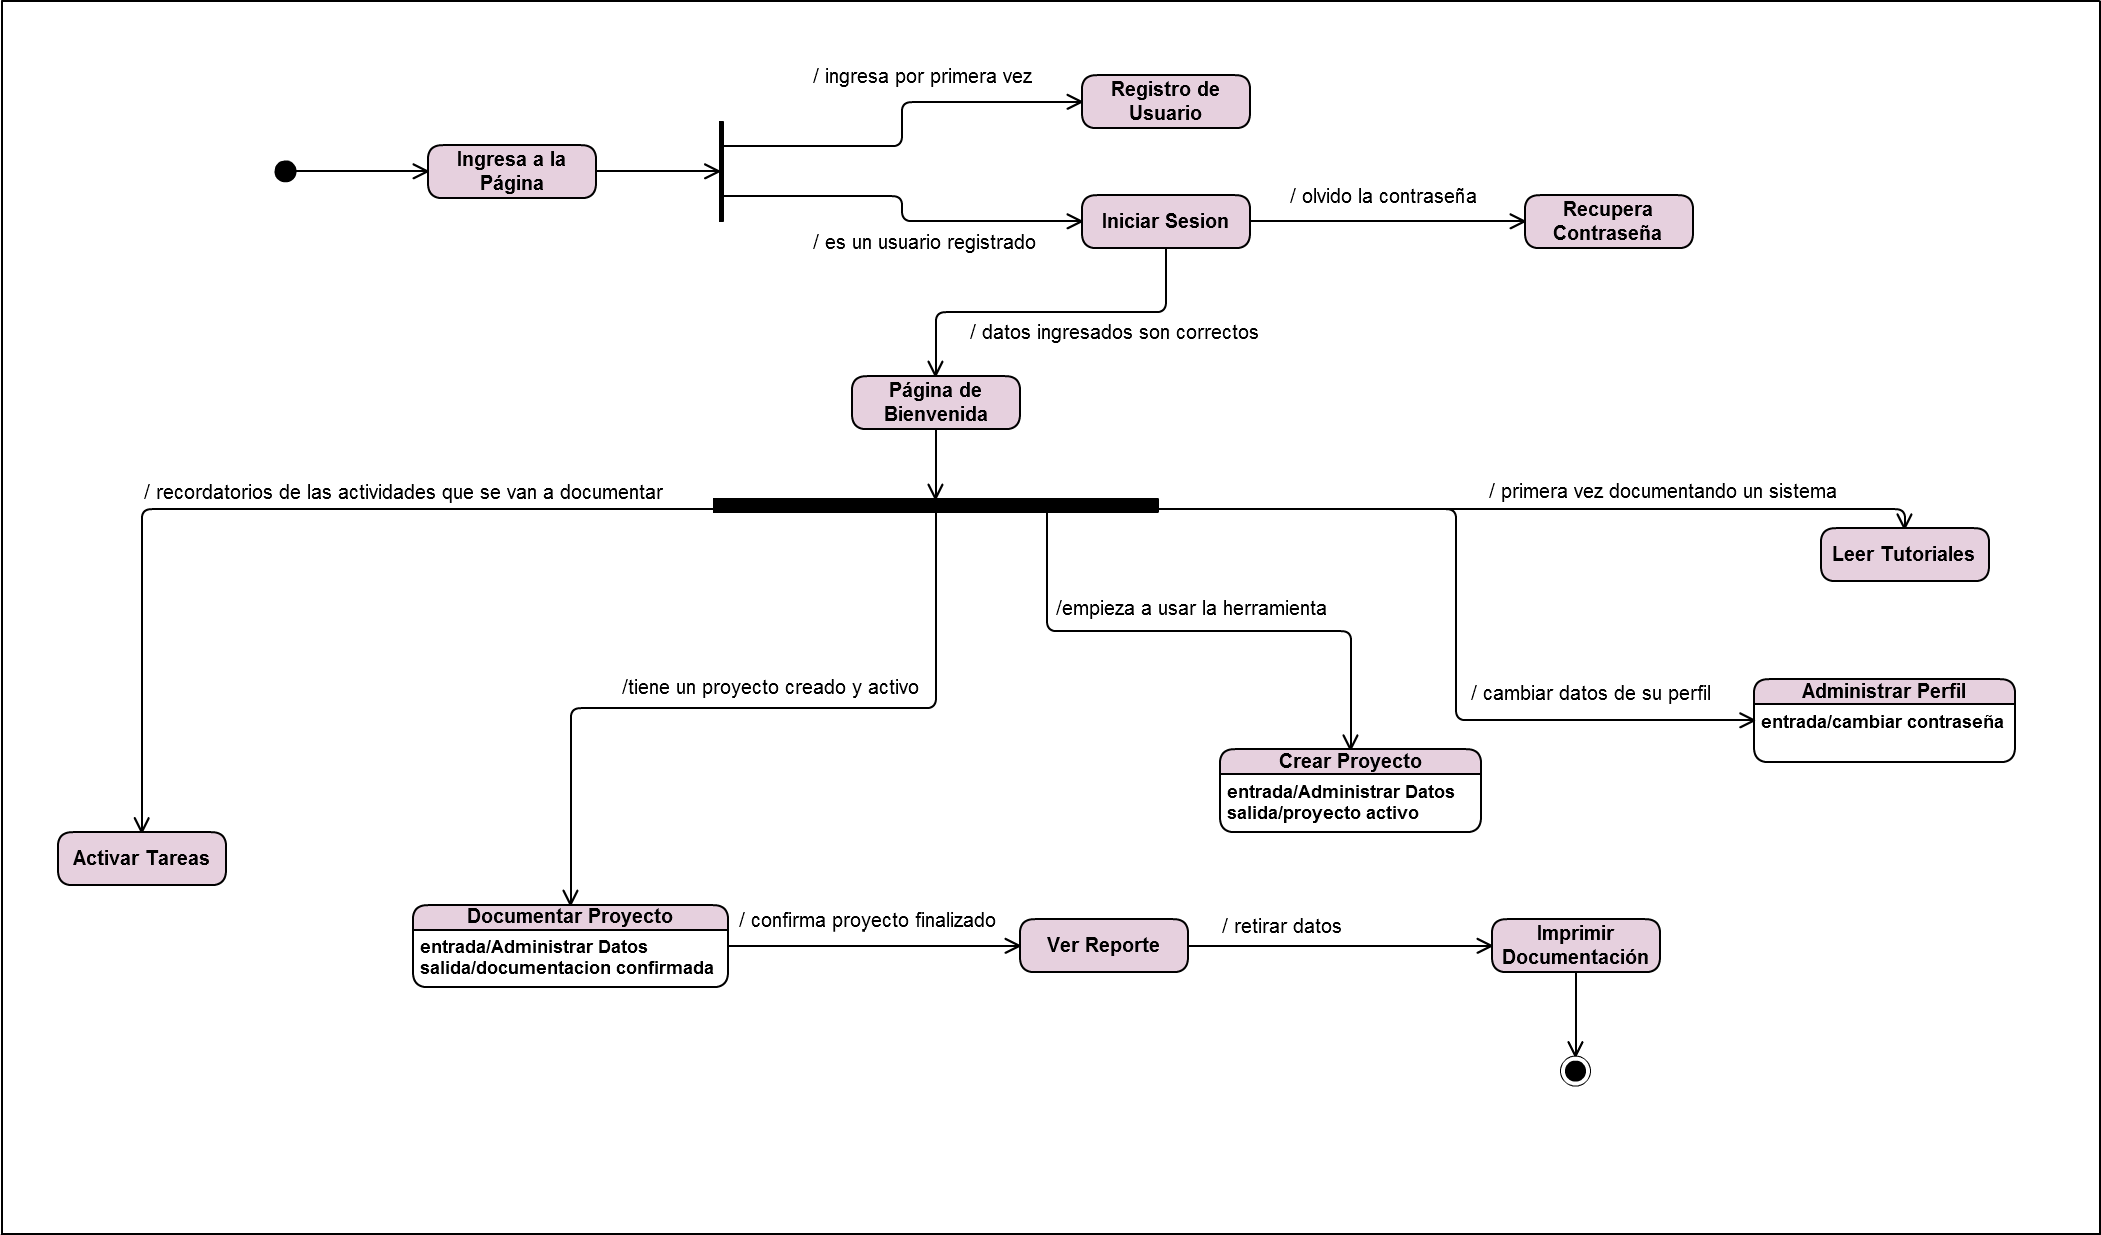 / ingresa por primera vez
Registro de
Usuario
Ingresa a la
Página
/ es un usuario registrado
Iniciar Sesion
/ olvido la contraseña
Recupera
Contraseña
/ datos ingresados son correctos
Página de
Bienvenida
/ recordatorios de las actividades que se van a documentar
/ primera vez documentando un sistema
Leer Tutoriales
/empieza a usar la herramienta
/tiene un proyecto creado y activo
/ cambiar datos de su perfil
Administrar Perfil
entrada/cambiar contraseña
Crear Proyecto
entrada/Administrar Datos
salida/proyecto activo
Activar Tareas
Documentar Proyecto
entrada/Administrar Datos
salida/documentacion confirmada
/ confirma proyecto finalizado
Ver Reporte
/ retirar datos
Imprimir
Documentación